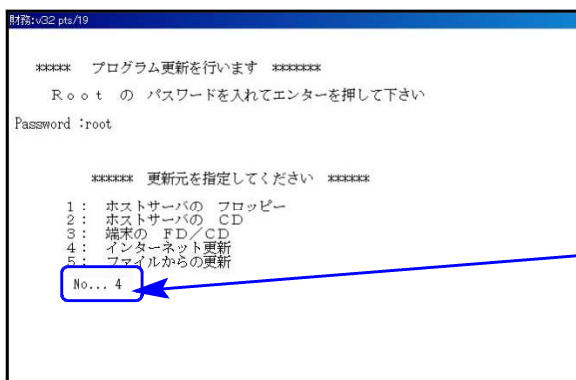 財務:v32 pts/19
***** プログラム更新を行います *******
Ｒｏｏｔ の パスワードを入れてエンターを押して下さい
Password :root
****** 更新元を指定してください ******
１： ホストサーバの フロッピー
２： ホストサーバの ＣＤ
３： 端末の ＦＤ／ＣＤ
４： インターネット更新
５： ファイルからの更新
No... 4